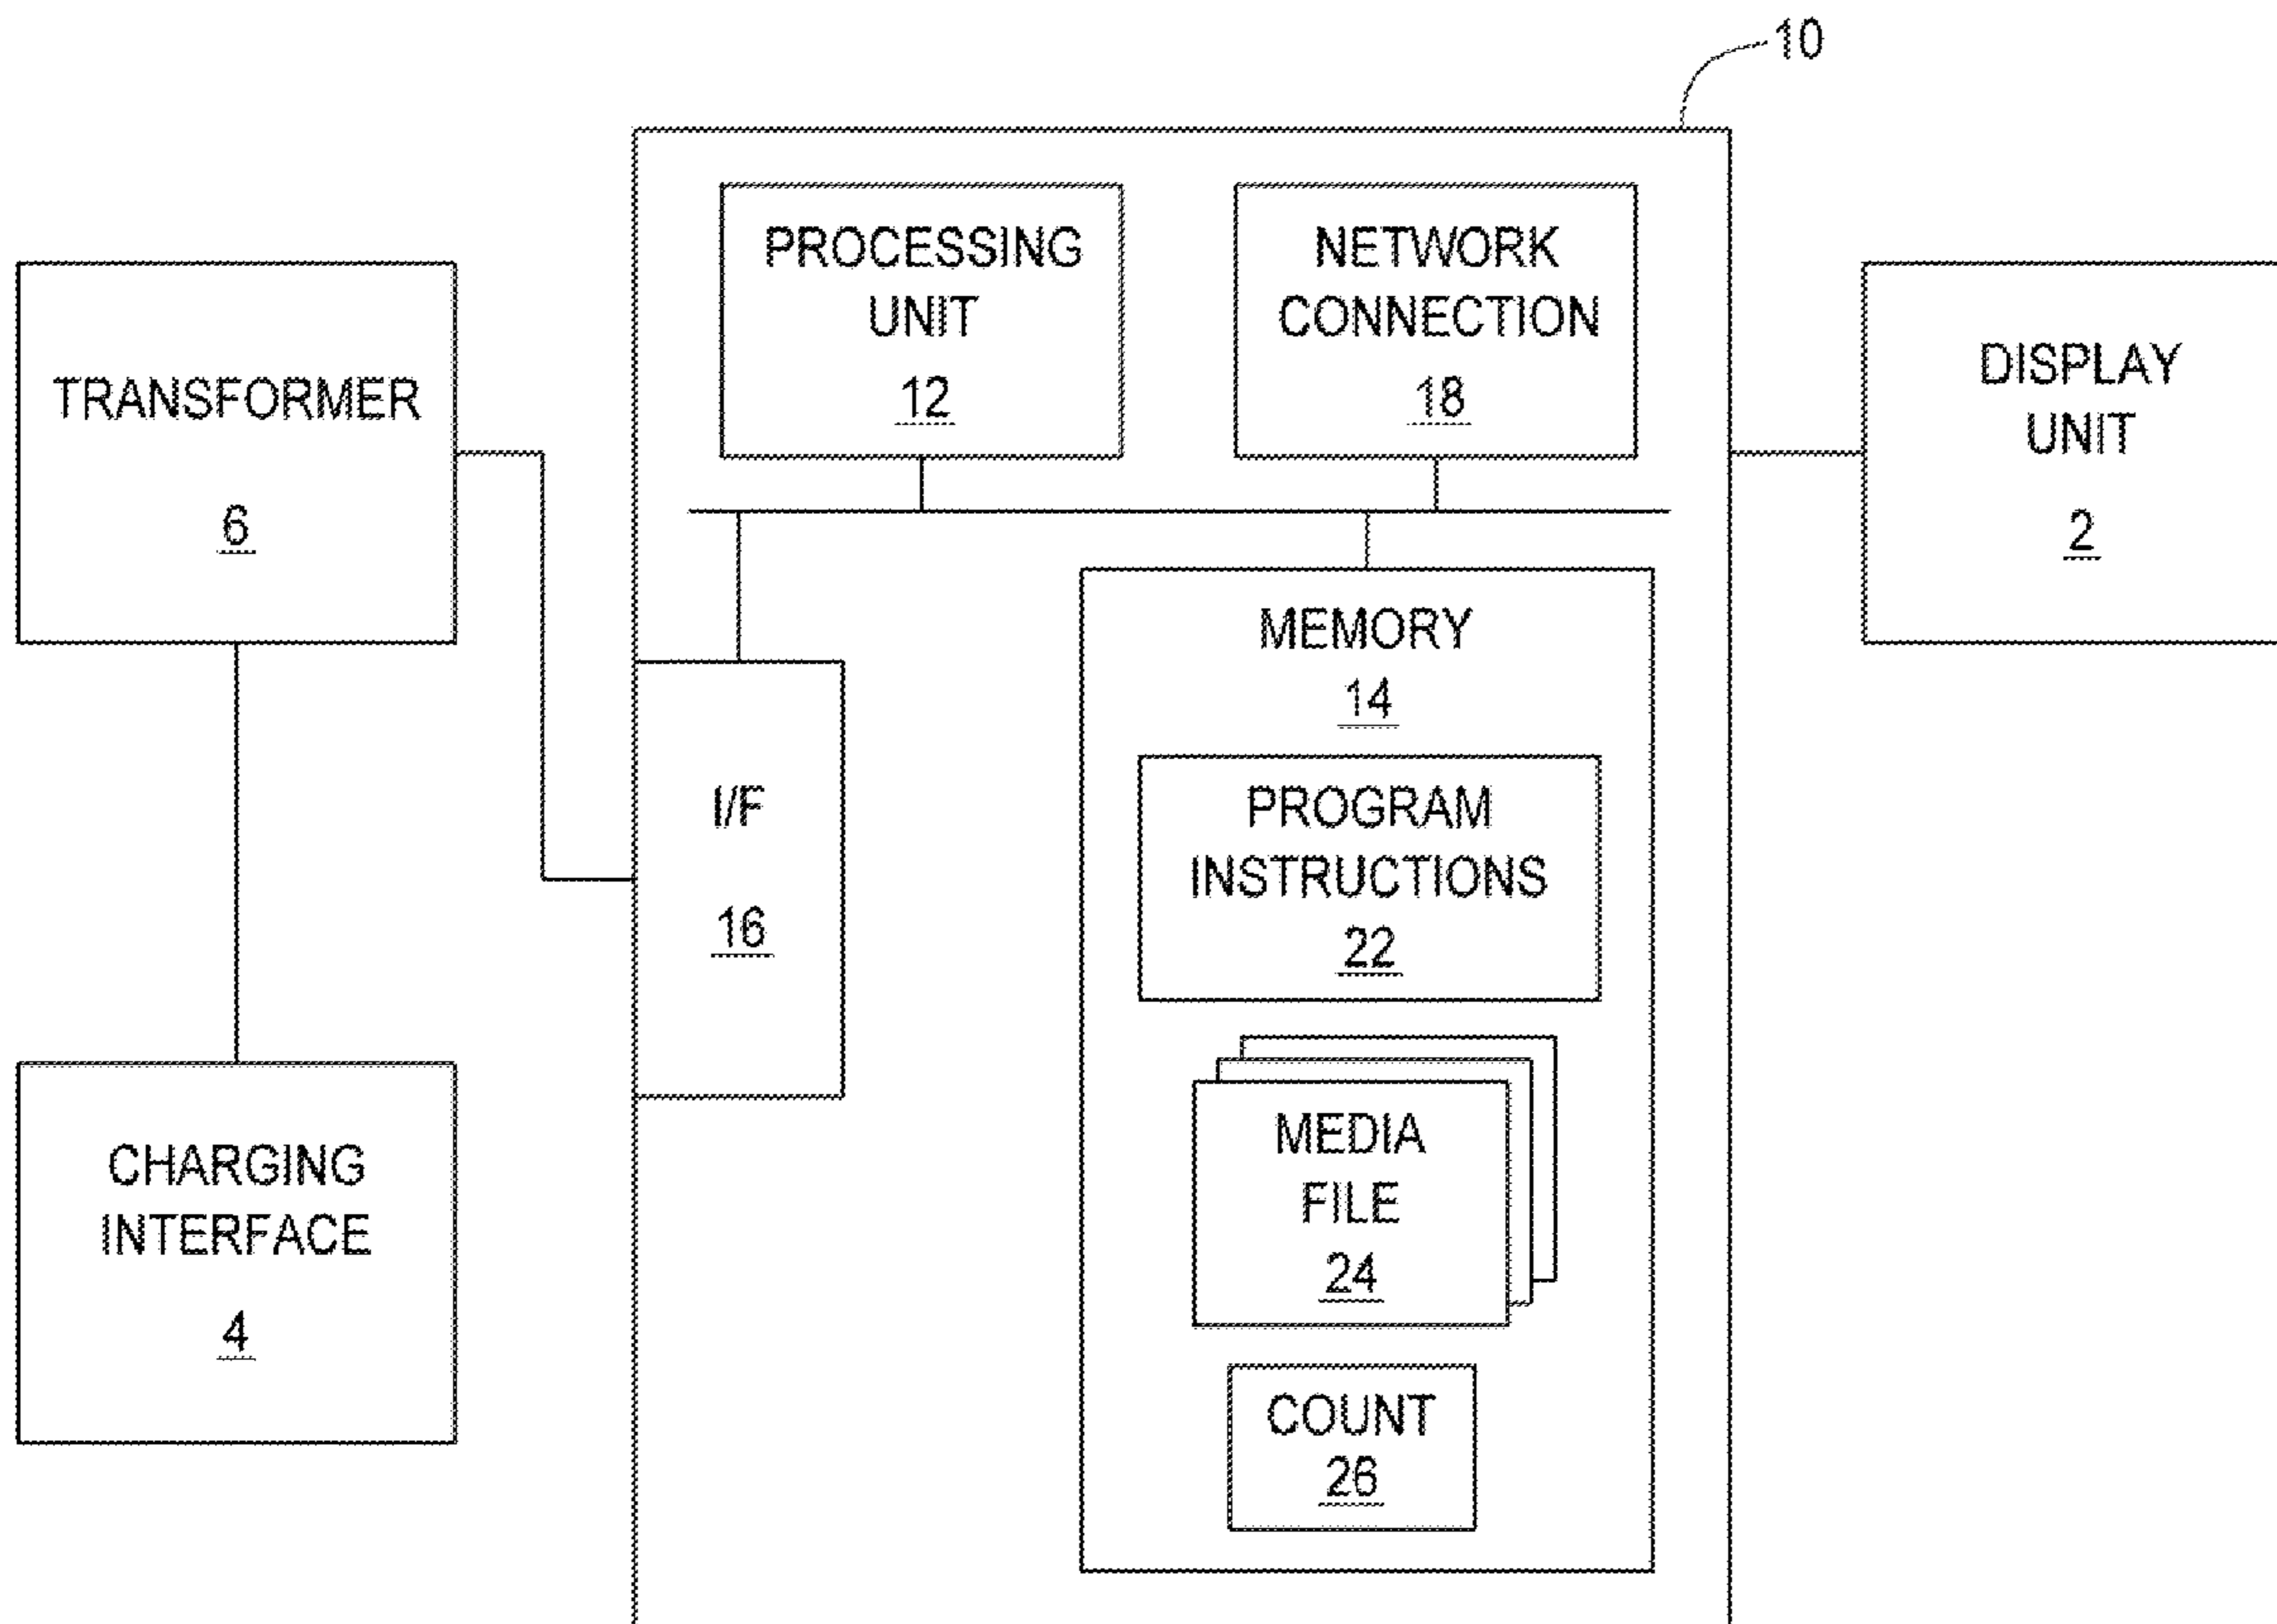 10
PROCESSING
UNIT
12
NETWORK
CONNECTION
18
TRANSFORMER
6
DISPLAY
UNIT
2
MEMORY
14
I/F
16
PROGRAM
INSTRUCTIONS
22
CHARGING
INTERFACE
4
MEDIA
FILE
24
COUNT
26